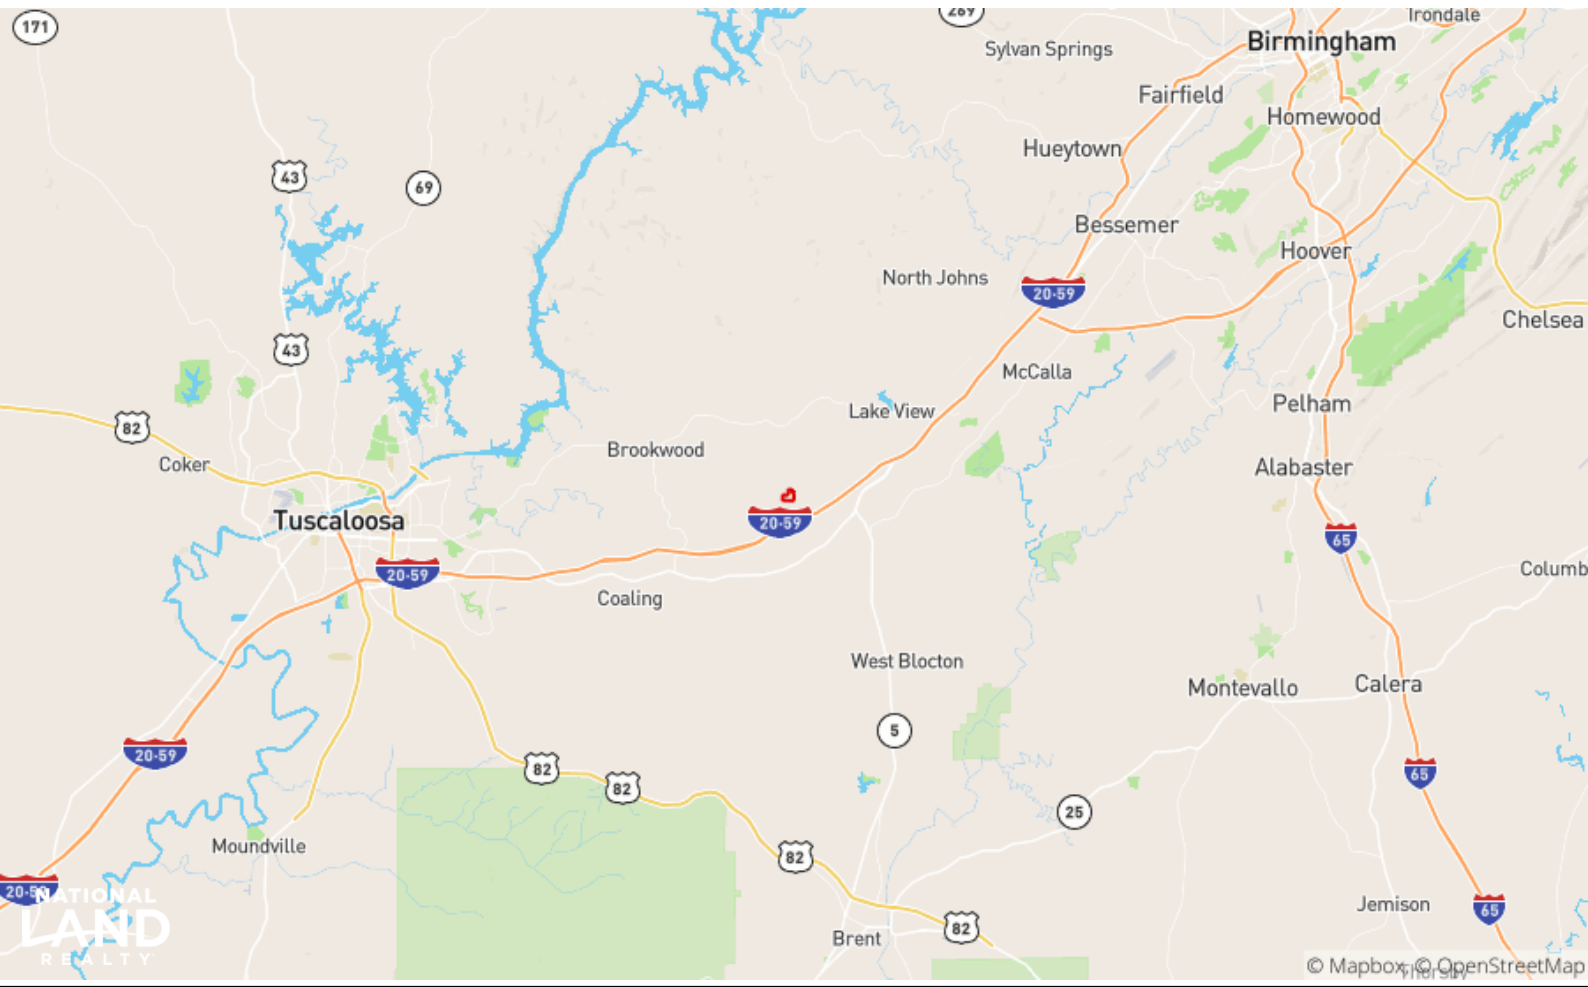 171
269
Irondale
Birmingham
Sylvan Springs
Fairfield
Homewood
Hueytown
43
69
Bessemer
Hoover
North Johns
20-59
Chelsea
43
McCalla
Pelham
Lake View
82
Brookwood
Coker
Alabaster
Tuscaloosa
20-59
65
20-59
Columb
Coaling
West Blocton
Montevallo
Calera
5
20-59
82
65
82
25
Moundville
82
20-59
NATIONAL
LAND
REALTY
Jemison
65
82
Brent
© Mapbox, © OpenStreetMap
Thorsby